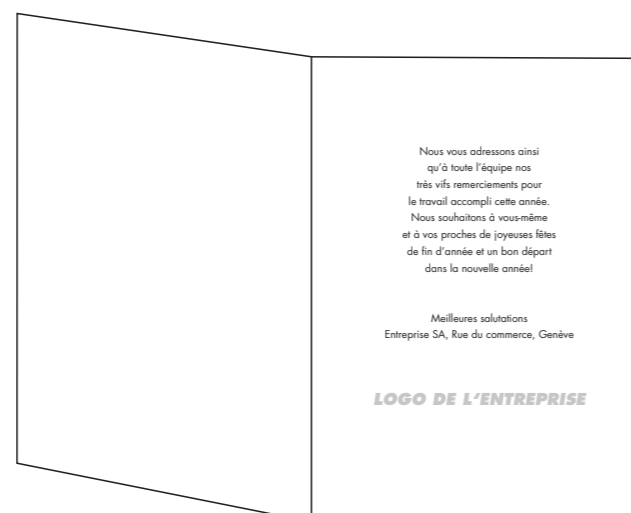 Nous vous adressons ainsi
qu'à toute l'équipe nos
très vifs remerciements pour
le travail accompli cette année.
Nous souhaitons à vous-même
et à vos proches de joyeuses fêtes
de fin d'année et un bon départ
dans la nouvelle année!
Meilleures salutations
Entreprise SA, Rue du commerce, Genève
LOGO DE L'ENTREPRISE